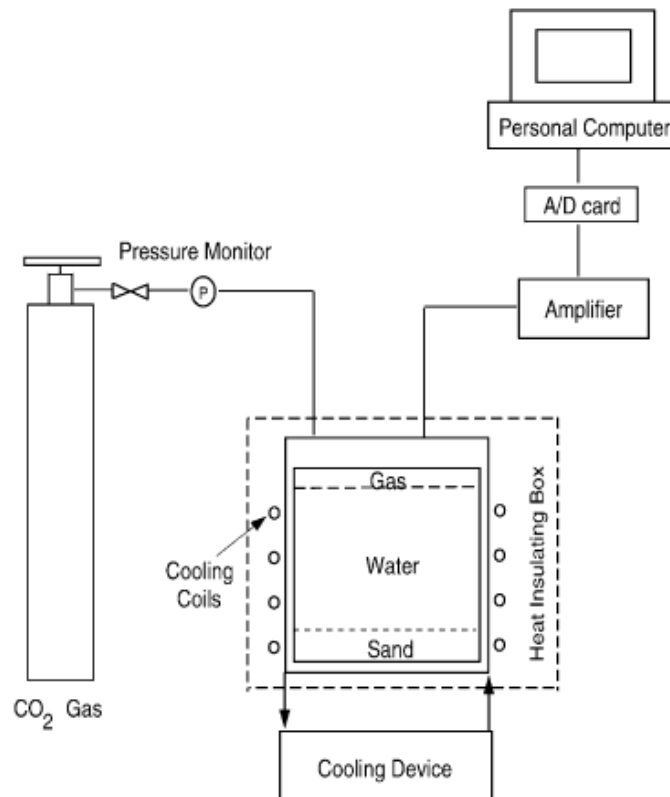 Personal Computer
A/D card
Pressure Monitor
P
Amplifier
Gas
Cooling
Coils
Water
Heat Insulating Box
Sand
CO2 Gas
Cooling Device